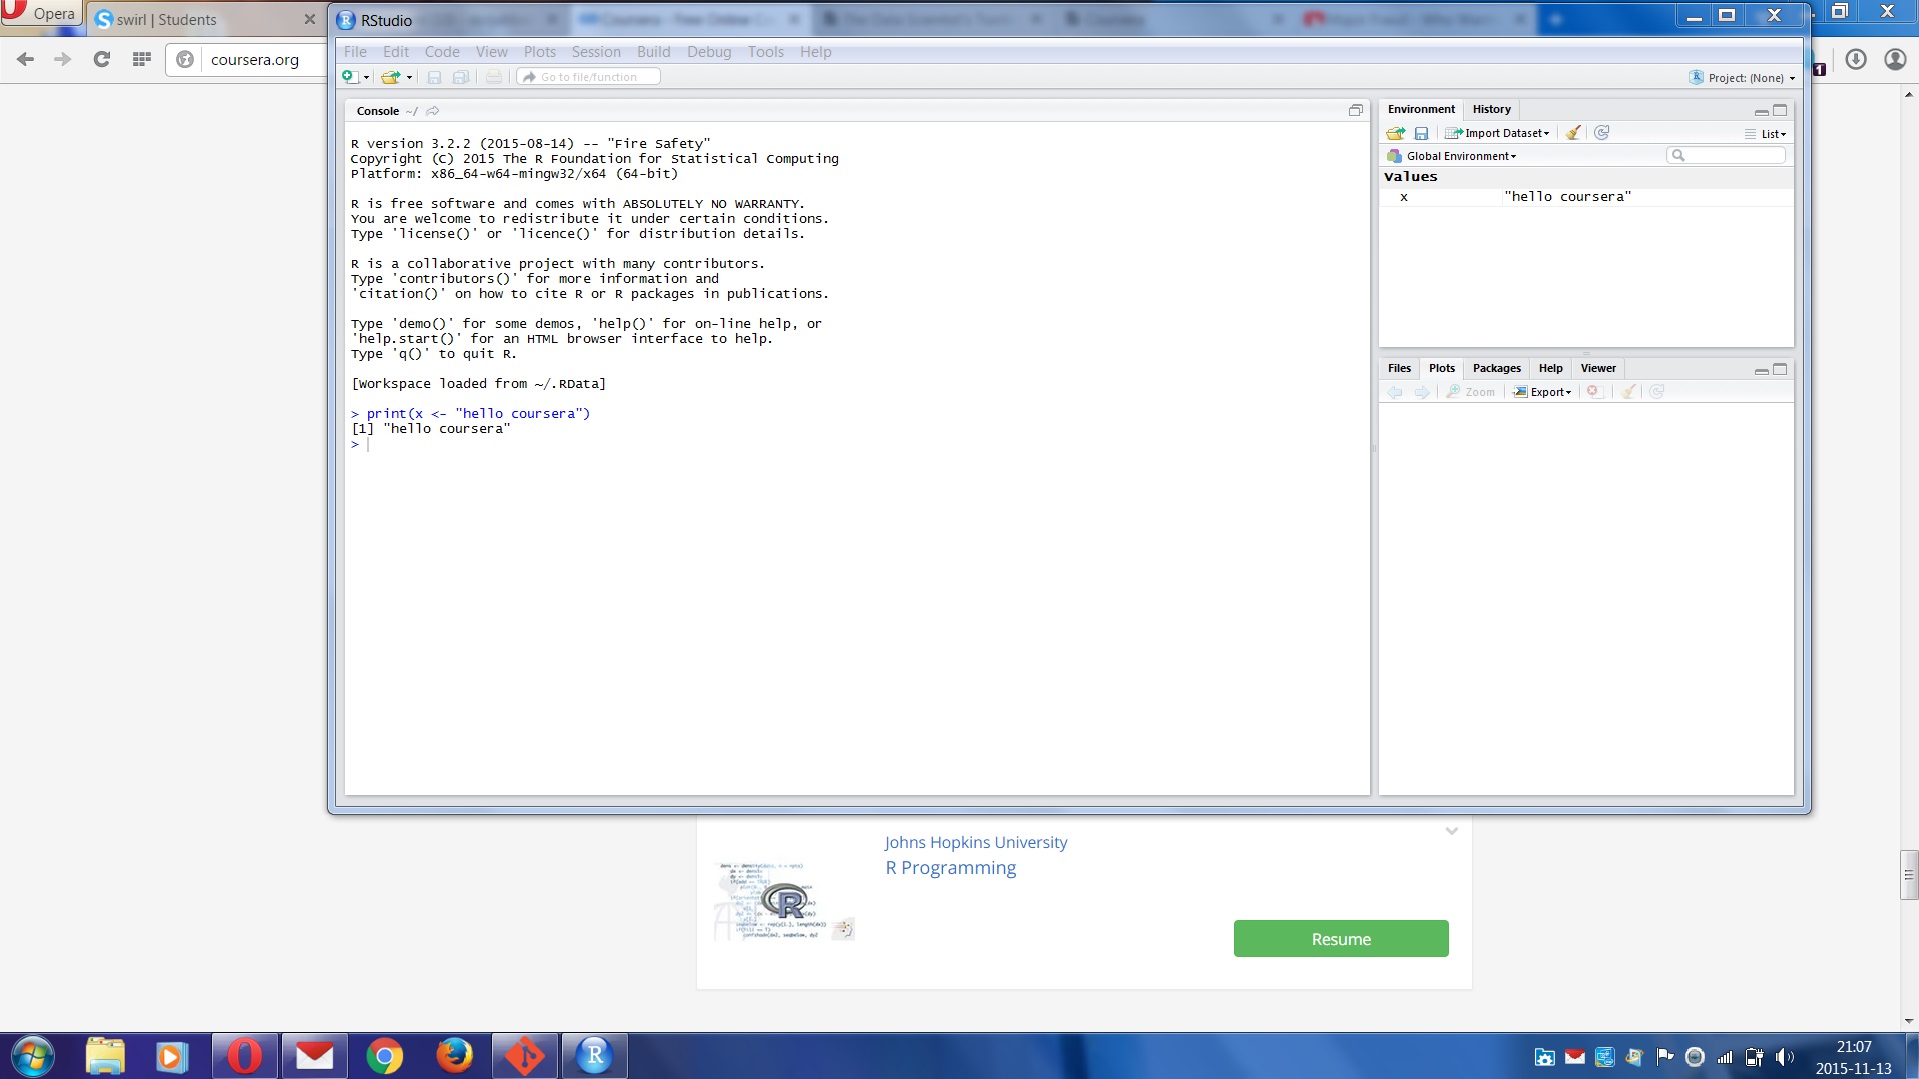 Opera
swirl | Students
RStudio
coursera.org
File Edit Code View Plots Session Build Debug Tools Help
Go to file/function
Project: (None)
Console ~/
R version 3.2.2 (2015-08-14) -- "Fire Safety"
Copyright (C) 2015 The R Foundation for Statistical Computing
Platform: x86_64-w64-mingw32/x64 (64-bit)
R is free software and comes with ABSOLUTELY NO WARRANTY.
You are welcome to redistribute it under certain conditions.
Type 'license()' or 'licence()' for distribution details.
R is a collaborative project with many contributors.
Type 'contributors()' for more information and
'citation()' on how to cite R or R packages in publications.
Type 'demo()' for some demos, 'help()' for on-line help, or
'help.start()' for an HTML browser interface to help.
Type 'q()' to quit R.
[Workspace loaded from ~/.RData]
> print(x <- "hello coursera")
[1] "hello coursera"
>
Environment History
Import Dataset List
Global Environment
Values
x "hello coursera"
Files Plots Packages Help Viewer
Zoom Export
1
Johns Hopkins University
R Programming
Resume
21:07
2015-11-13